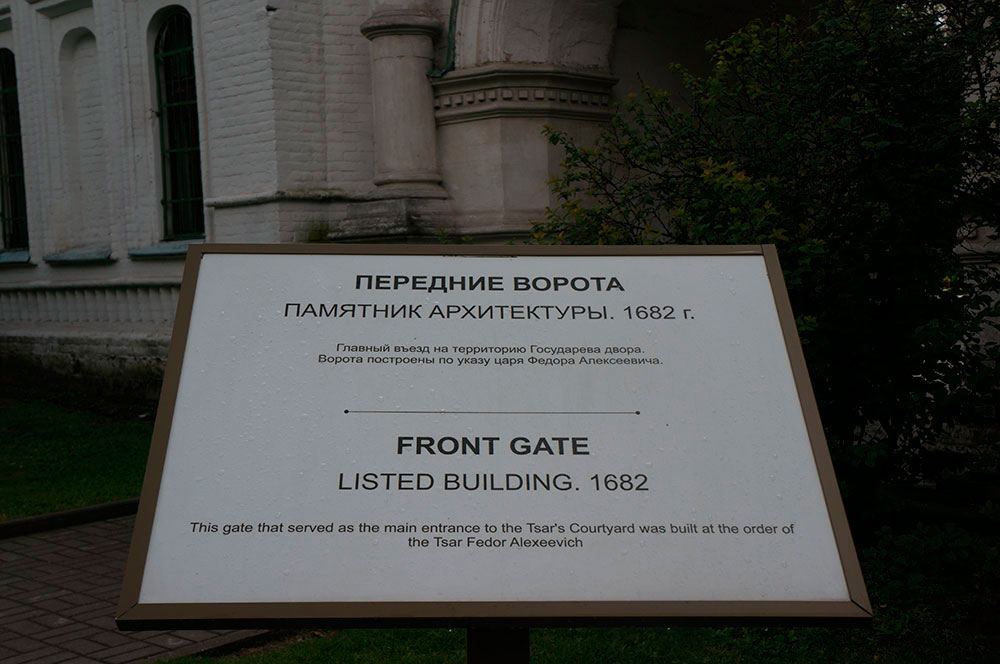 ПЕРЕДНИЕ ВОРОТА
ПАМЯТНИК АРХИТЕКТУРЫ. 1682 г.
Главный въезд на территорию Государева двора.
Ворота построены по указу царя Федора Алексеевича.
FRONT GATE
LISTED BUILDING. 1682
This gate that served as the main entrance to the Tsar's Courtyard was built at the order of
the Tsar Fedor Alexeevich